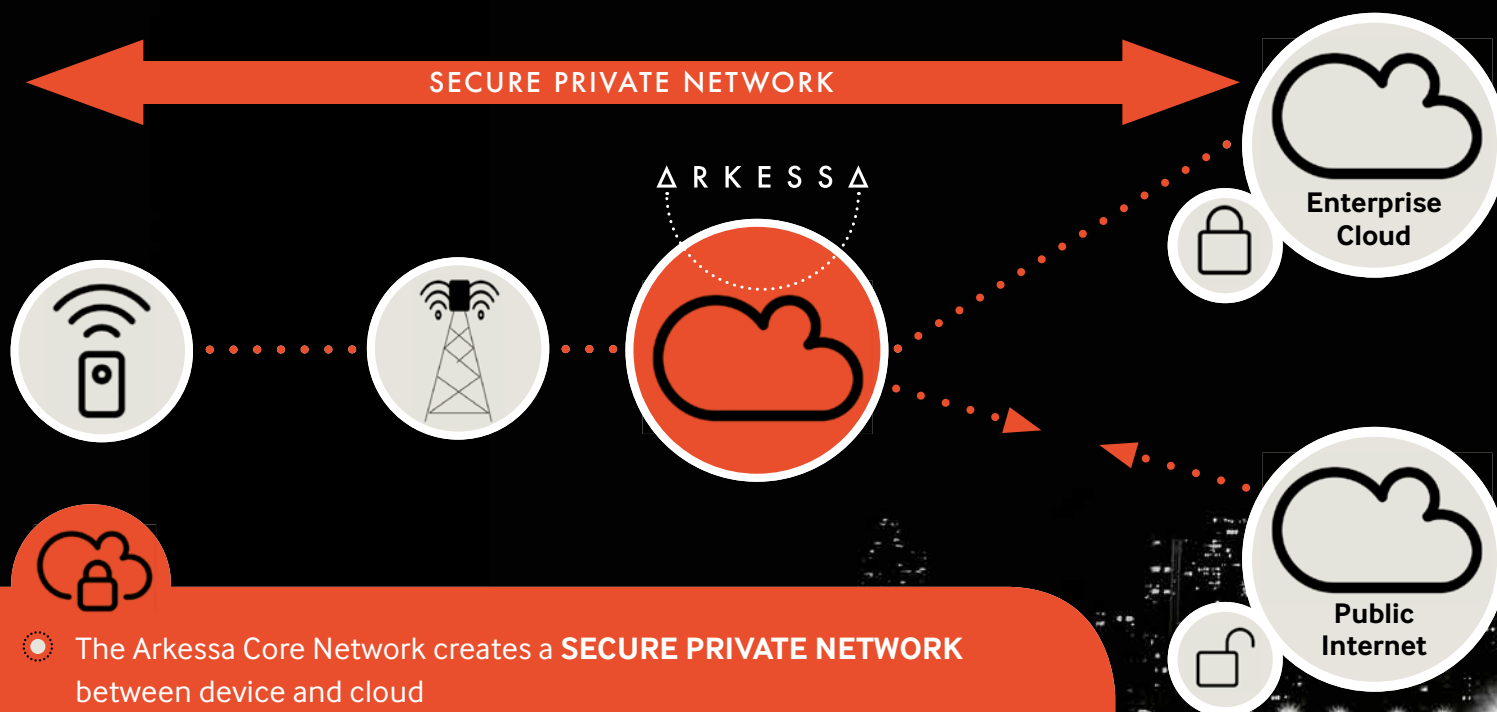 SECURE PRIVATE NETWORK
ARKESSA
Enterprise
Cloud
Public
Internet
The Arkessa Core Network creates a SECURE PRIVATE NETWORK
between device and cloud